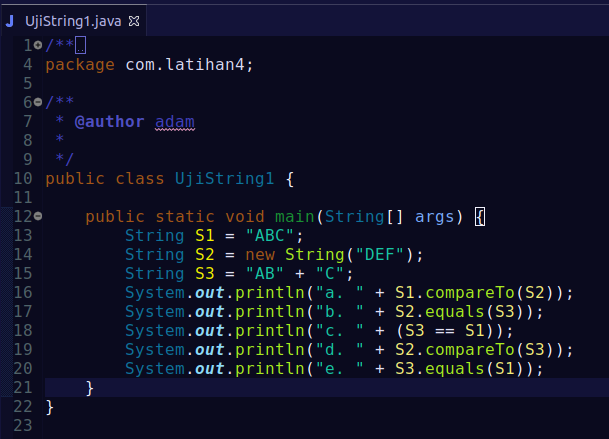 UjiString1.java
1 /**
4 package com.latihan4;
5
6 /**
7  * @author adam
8  *
9  */
10 public class UjiString1 {
11
12     public static void main(String[] args) {
13         String S1 = "ABC";
14         String S2 = new String("DEF");
15         String S3 = "AB" + "C";
16         System.out.println("a. " + S1.compareTo(S2));
17         System.out.println("b. " + S2.equals(S3));
18         System.out.println("c. " + (S3 == S1));
19         System.out.println("d. " + S2.compareTo(S3));
20         System.out.println("e. " + S3.equals(S1));
21     }
22 }
23